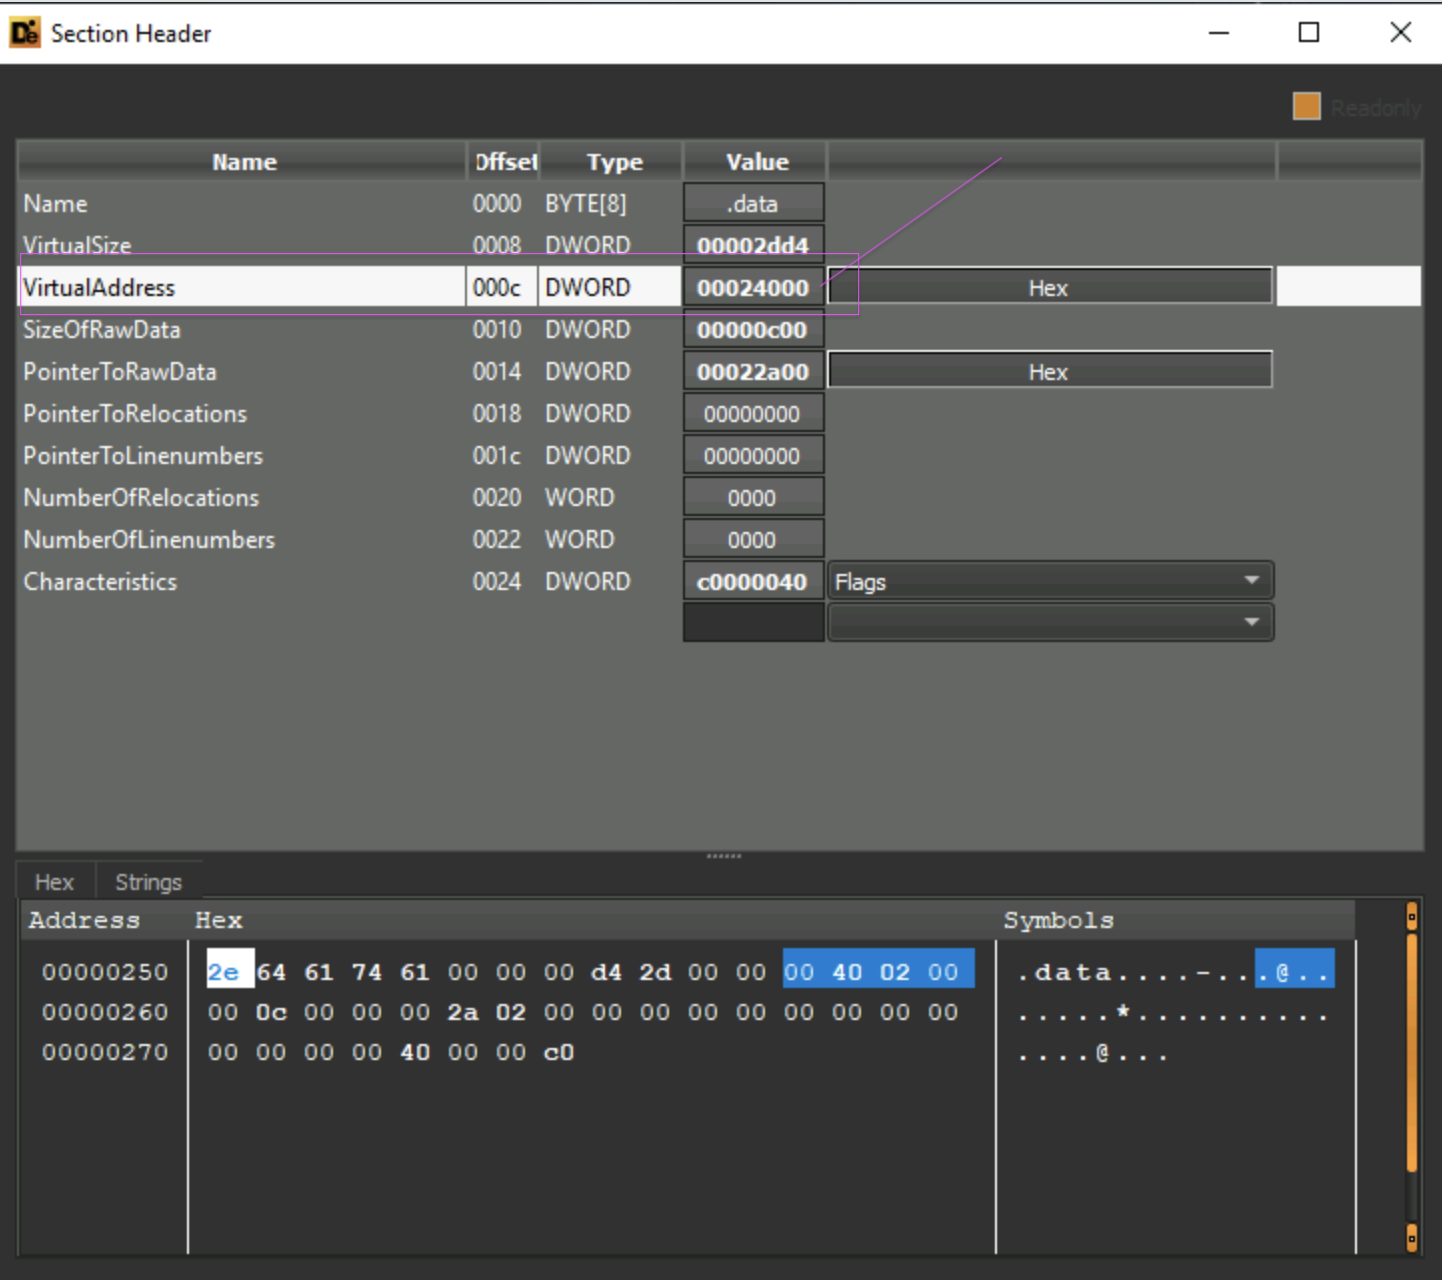 Section Header
Readonly
Name Offset Type Value
Name 0000 BYTE[8] .data
VirtualSize 0008 DWORD 00002dd4
VirtualAddress 000c DWORD 00024000 Hex
SizeOfRawData 0010 DWORD 00000c00
PointerToRawData 0014 DWORD 00022a00 Hex
PointerToRelocations 0018 DWORD 00000000
PointerToLinenumbers 001c DWORD 00000000
NumberOfRelocations 0020 WORD 0000
NumberOfLinenumbers 0022 WORD 0000
Characteristics 0024 DWORD c0000040 Flags
Hex Strings
Address Hex Symbols
00000250 2e 64 61 74 61 00 00 00 d4 2d 00 00 00 40 02 00 .data....-...@..
00000260 00 0c 00 00 00 2a 02 00 00 00 00 00 00 00 00 00 .....*..........
00000270 00 00 00 00 40 00 00 c0 ....@...